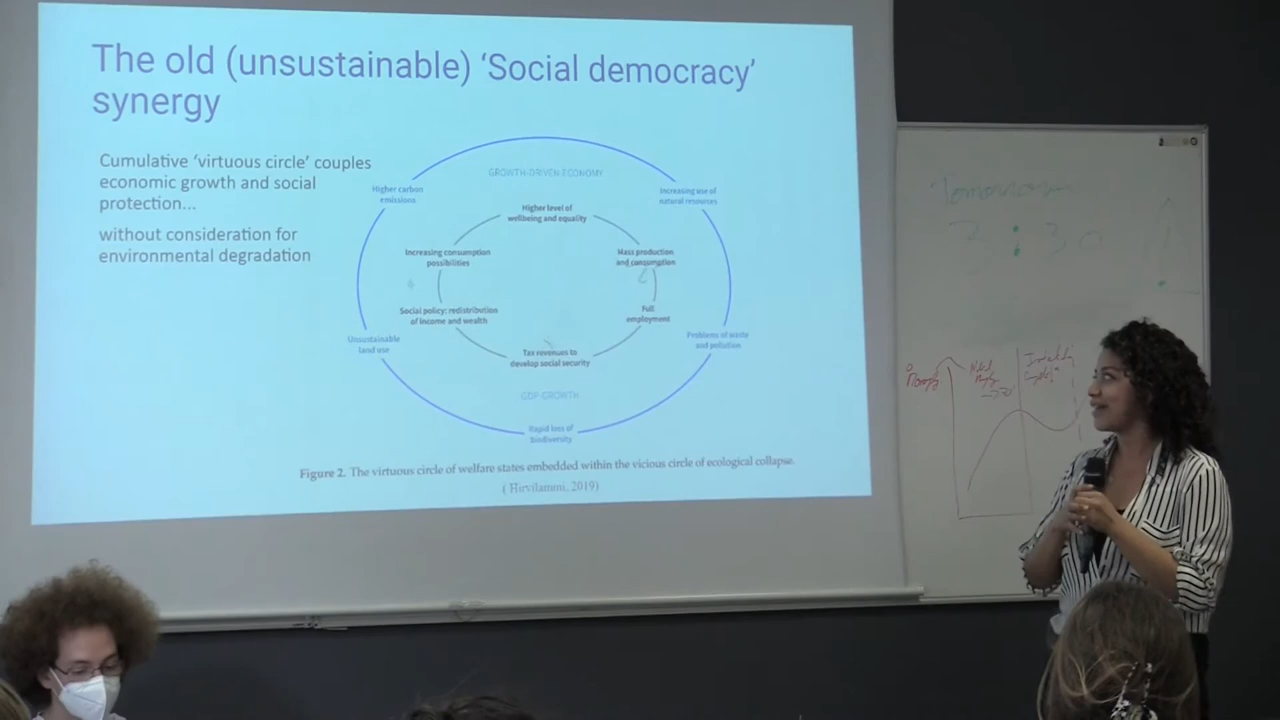 The old (unsustainable) ‘Social democracy’
synergy
Cumulative ‘virtuous circle’ couples
economic growth and social
protection...
without consideration for
environmental degradation
GROWTH-DRIVEN-ECONOMY
Higher carbon
emissions
Increasing use of
natural resources
Higher level of
wellbeing and equality
Increasing consumption
possibilities
Mass production
and consumption
Social policy: redistribution
of income and wealth
Full
employment
Unsustainable
land use
Problems of waste
and pollution
Tax revenues to
develop social security
GDP-GROWTH
Rapid loss of
biodiversity
Figure 2. The virtuous circle of welfare states embedded within the vicious circle of ecological collapse.
( Hirvilammi, 2019)
Tomorrow